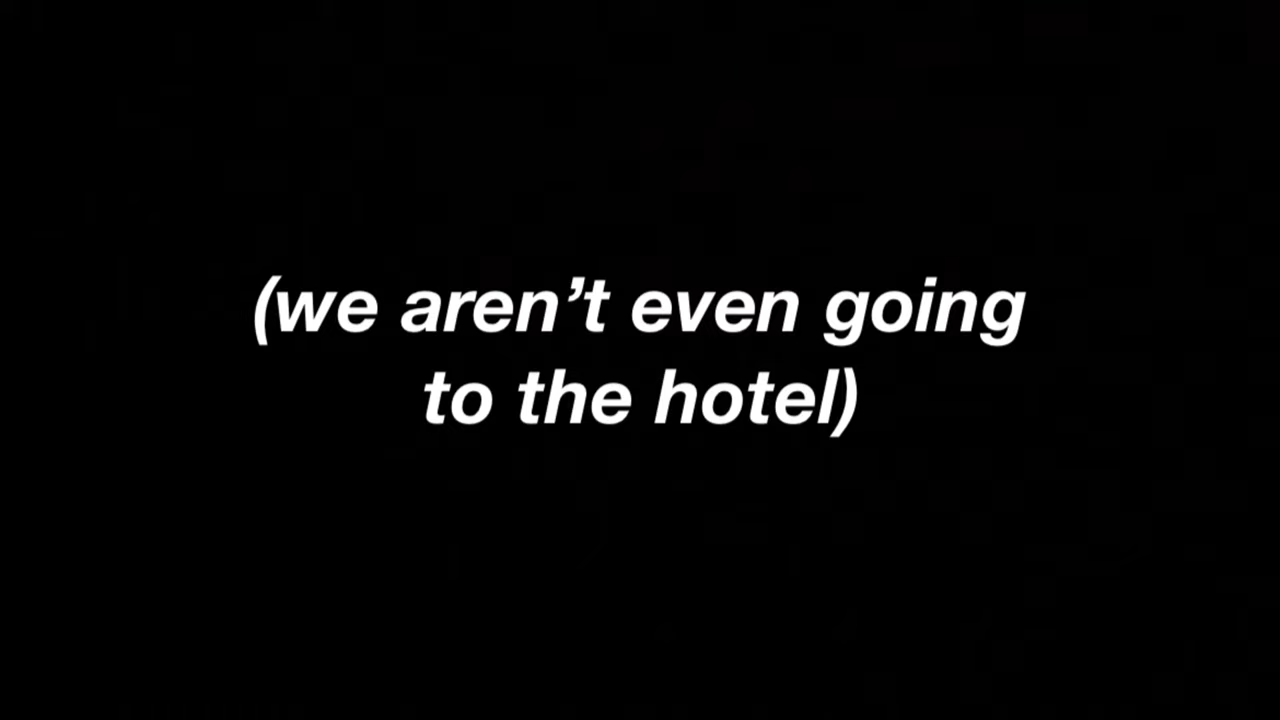 (we aren’t even going
to the hotel)